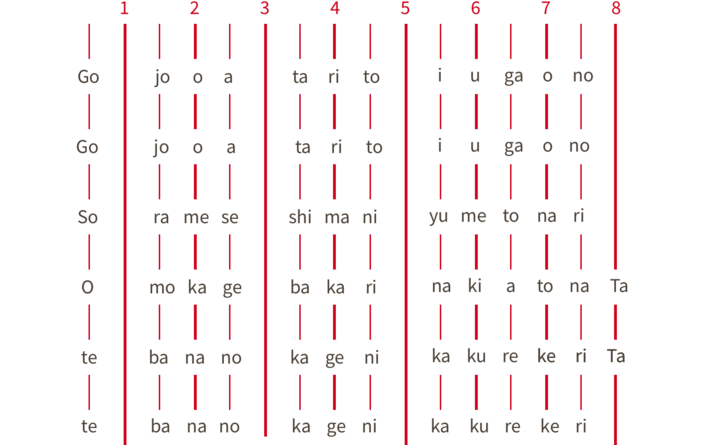 1 2 3 4 5 6 7 8
Go jo o a ta ri to i u ga o no
Go jo o a ta ri to i u ga o no
So ra me se shi ma ni yu me to na ri
O mo ka ge ba ka ri na ki a to na Ta
te ba na no ka ge ni ka ku re ke ri Ta
te ba na no ka ge ni ka ku re ke ri